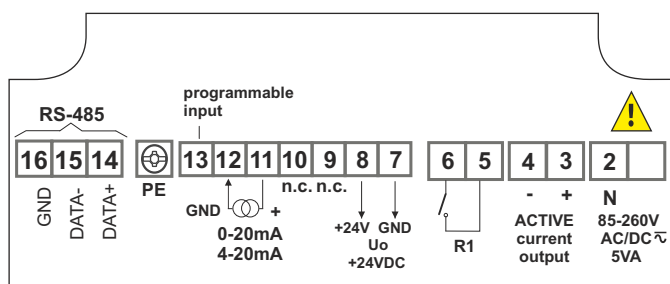 programmable
input
RS-485
16 15 14 13 12 11 10 9 8 7 6 5 4 3 2
PE
n.c. n.c.
GND
DATA-
DATA+
GND +
0-20mA
4-20mA
+24V GND
Uo
+24VDC
R1
- +
ACTIVE
current
output
N
85-260V
AC/DC
5VA
!